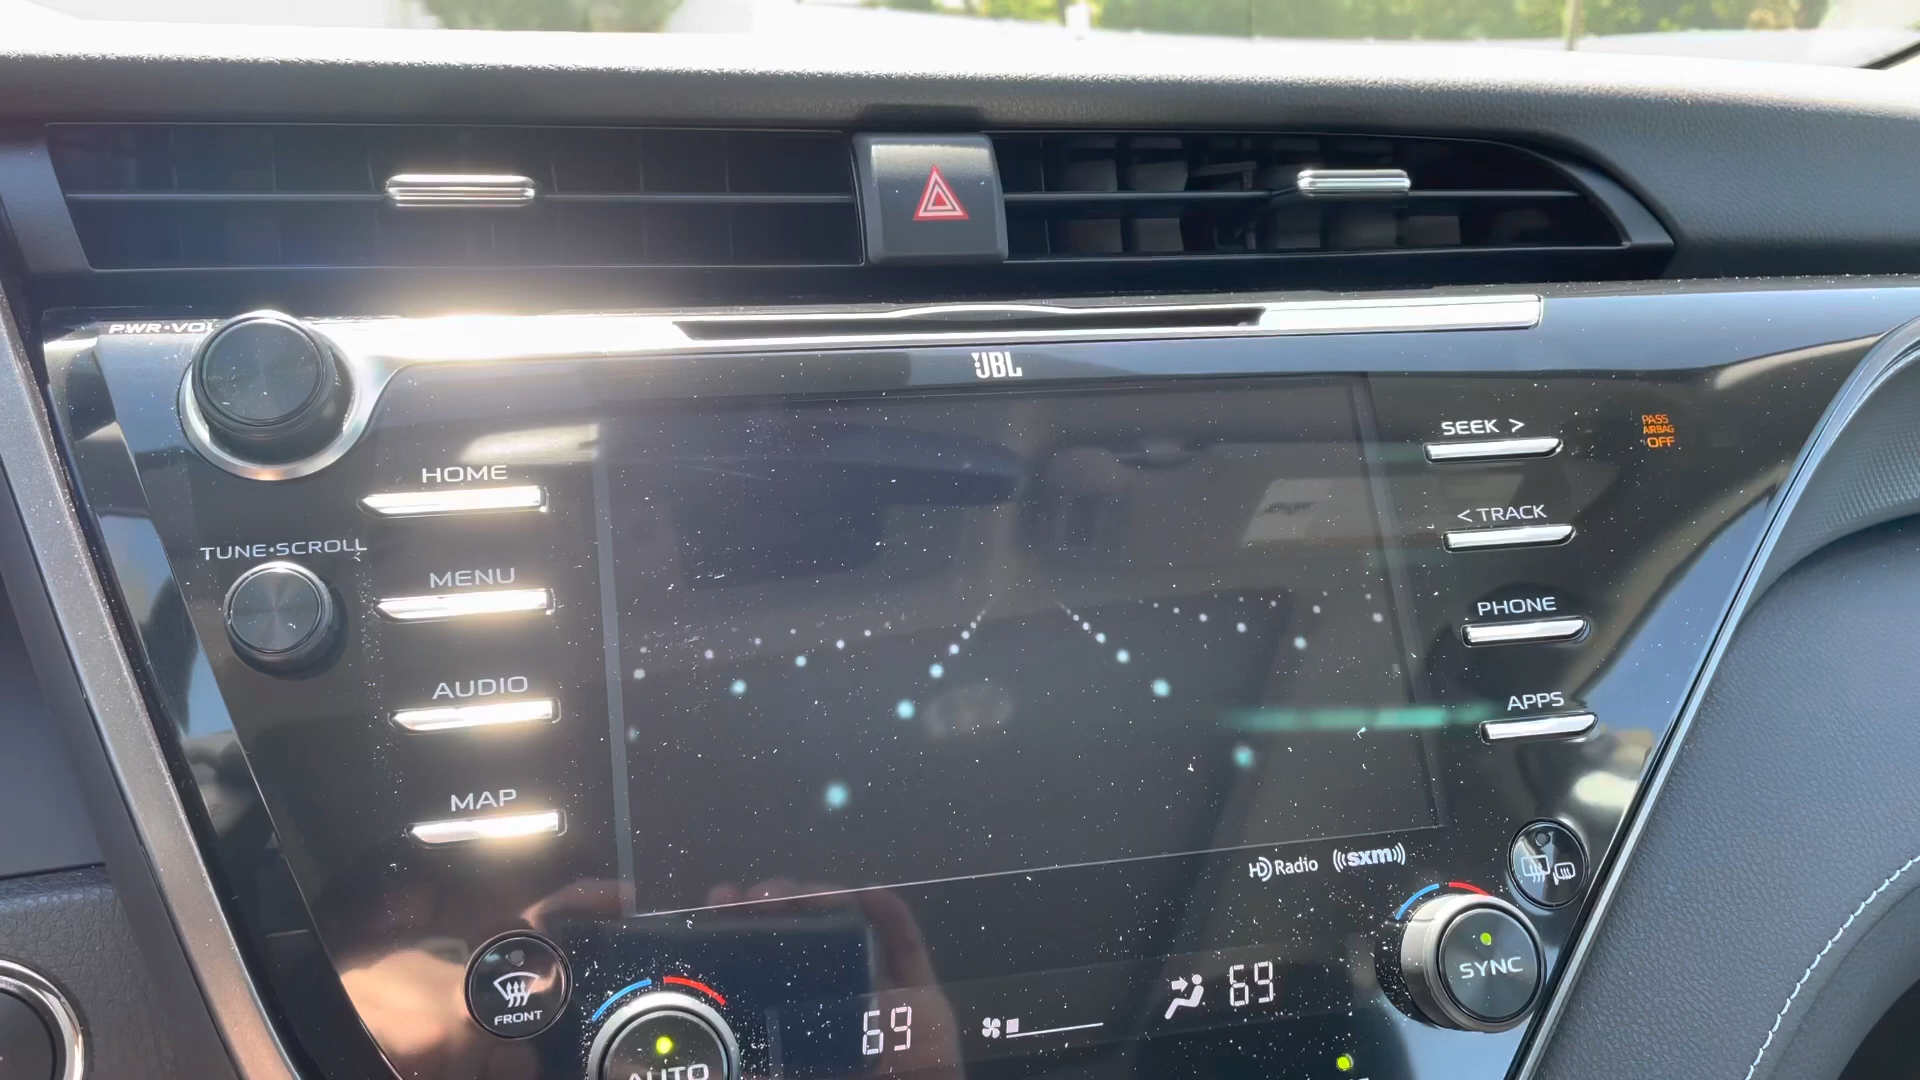 PWR•VOL
JBL
SEEK >
PASS
AIRBAG
OFF
HOME
< TRACK
TUNE•SCROLL
MENU
PHONE
AUDIO
APPS
MAP
HD Radio
((sxm))
SYNC
FRONT
69
69
AUTO